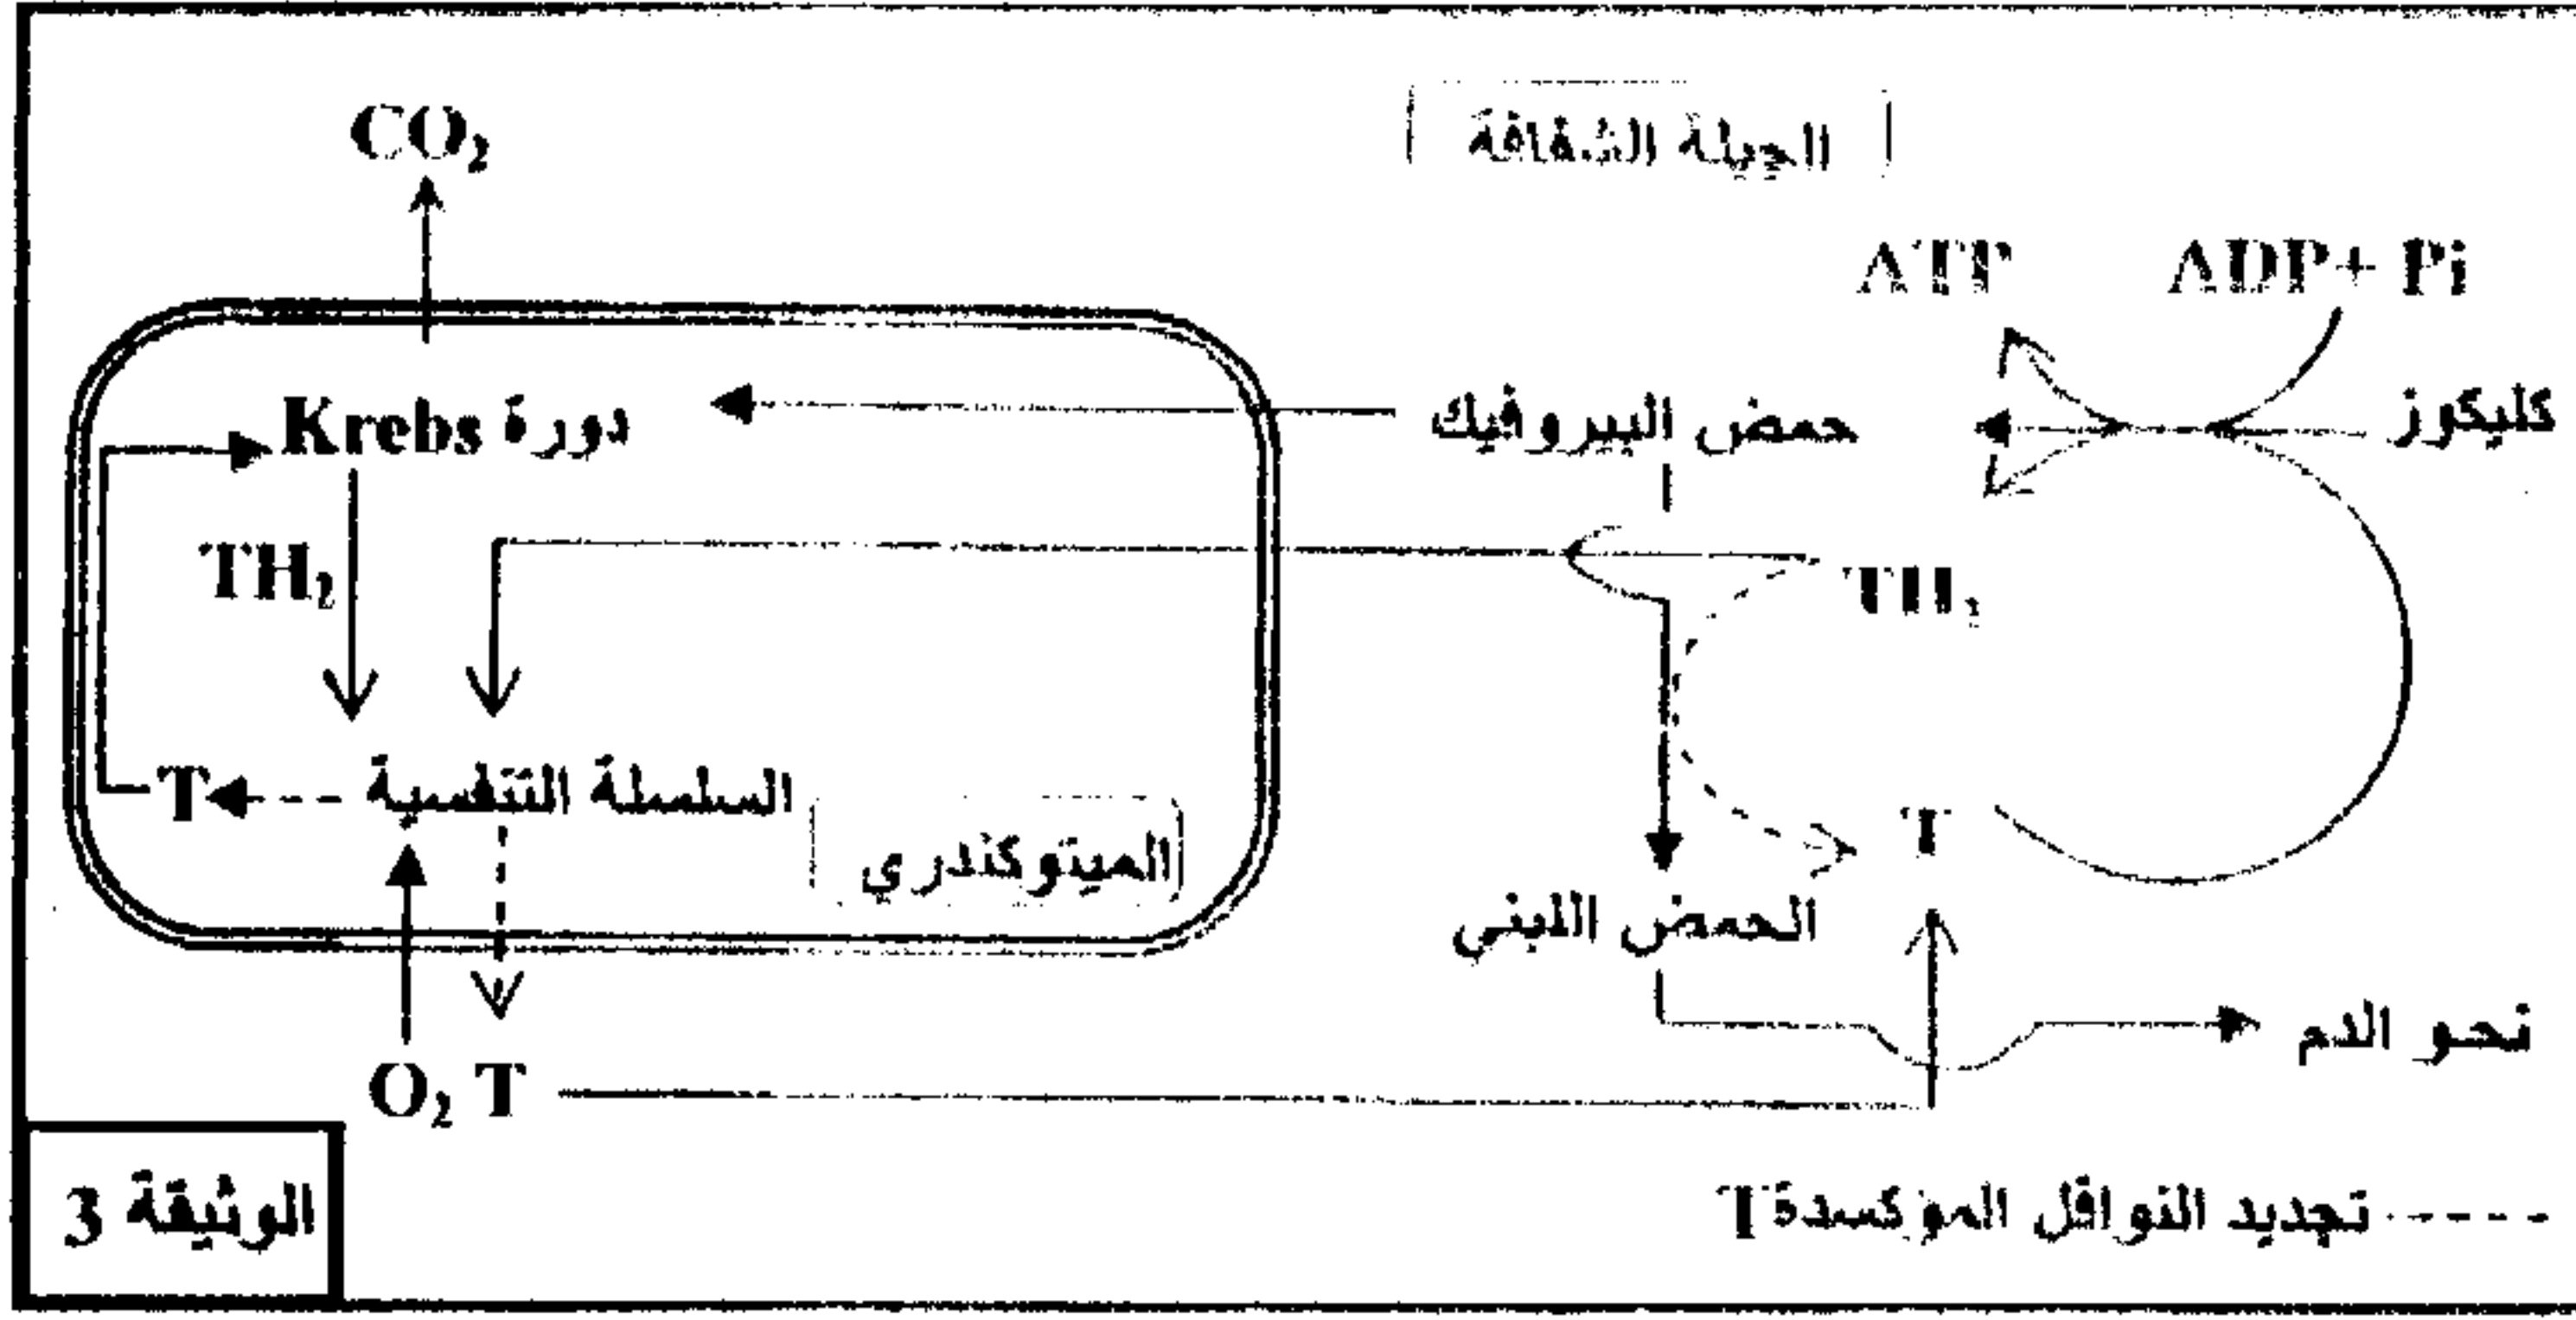 CO₂
الجبلة الشفافة
ATP
ADP+ Pi
دورة Krebs
حمض البيروفيك
كليكوز
TH₂
TH₂
T
السلسلة التنفسية
الميتوكندري
T
الحمض اللبني
نحو الدم
O₂ T
الوثيقة 3
---- تجديد النواقل المؤكسدة T